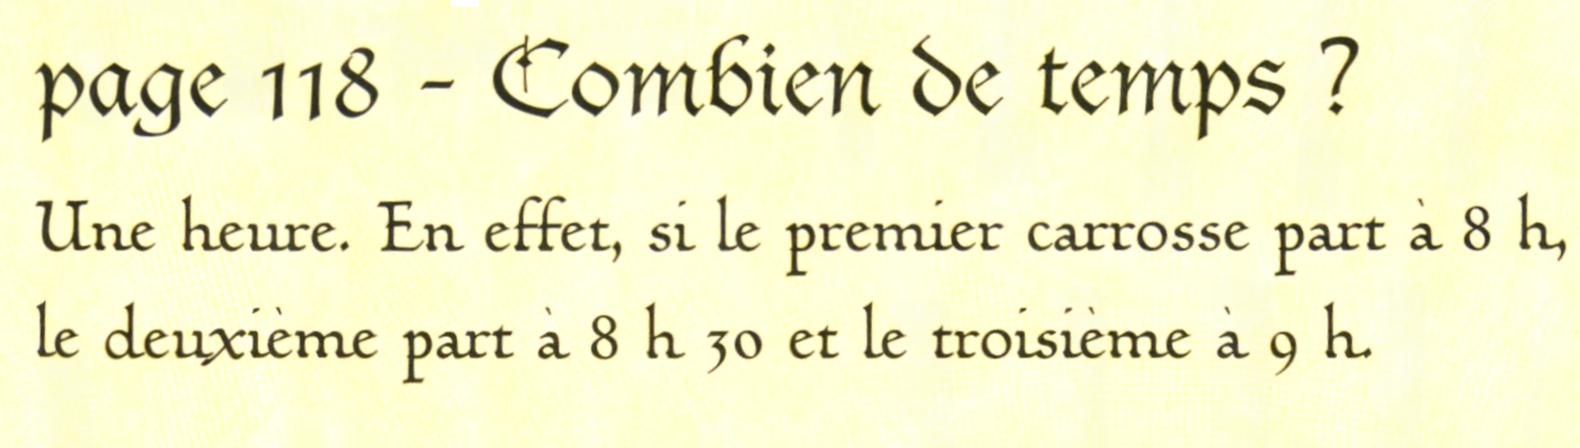 page 118 - Combien de temps ?
Une heure. En effet, si le premier carrosse part à 8 h,
le deuxième part à 8 h 30 et le troisième à 9 h.